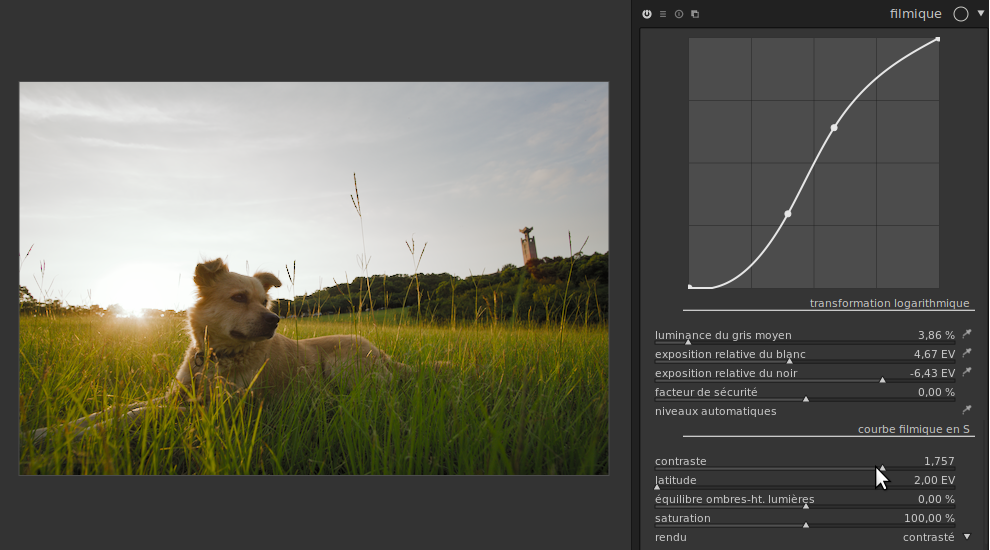 filmique
transformation logarithmique
luminance du gris moyen 3,86 %
exposition relative du blanc 4,67 EV
exposition relative du noir -6,43 EV
facteur de sécurité 0,00 %
niveaux automatiques
courbe filmique en S
contraste 1,757
latitude 2,00 EV
équilibre ombres-ht. lumières 0,00 %
saturation 100,00 %
rendu contrasté